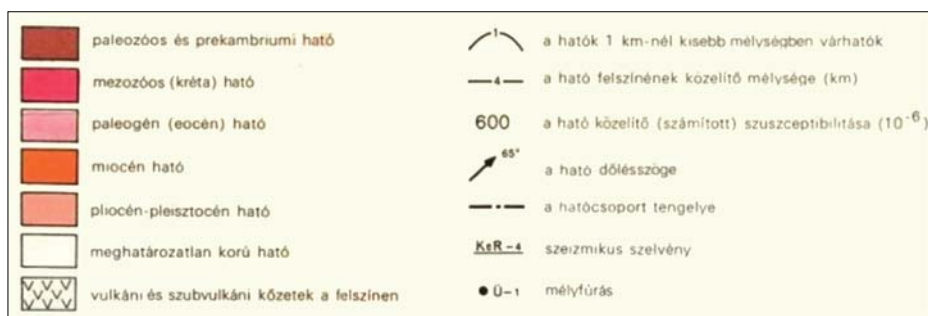 paleozóos és prekambriumi ható
mezozóos (kréta) ható
paleogén (eocén) ható
miocén ható
pliocén-pleisztocén ható
meghatározatlan korú ható
vulkáni és szubvulkáni kőzetek a felszínen
1 a hatók 1 km-nél kisebb mélységben várhatók
4 a ható felszínének közelítő mélysége (km)
600 a ható közelítő (számított) szuszceptibilitása (10⁻⁶)
65° a ható dőlésszöge
a hatócsoport tengelye
KeR-4 szeizmikus szelvény
Ü-1 mélyfúrás